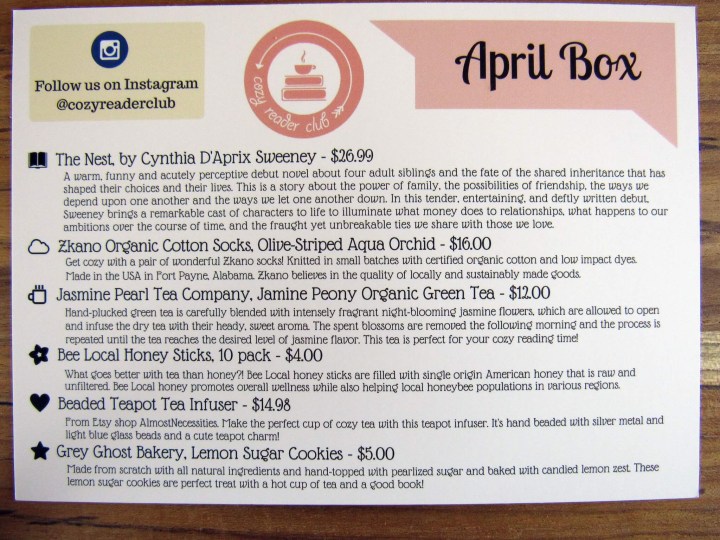 Follow us on Instagram
@cozyreaderclub
cozy reader club
April Box
The Nest, by Cynthia D'Aprix Sweeney - $26.99
A warm, funny and acutely perceptive debut novel about four adult siblings and the fate of the shared inheritance that has
shaped their choices and their lives. This is a story about the power of family, the possibilities of friendship, the ways we
depend upon one another and the ways we let one another down. In this tender, entertaining, and deftly written debut,
Sweeney brings a remarkable cast of characters to life to illuminate what money does to relationships, what happens to our
ambitions over the course of time, and the fraught yet unbreakable ties we share with those we love.
Zkano Organic Cotton Socks, Olive-Striped Aqua Orchid - $16.00
Get cozy with a pair of wonderful Zkano socks! Knitted in small batches with certified organic cotton and low impact dyes.
Made in the USA in Fort Payne, Alabama. Zkano believes in the quality of locally and sustainably made goods.
Jasmine Pearl Tea Company, Jamine Peony Organic Green Tea - $12.00
Hand-plucked green tea is carefully blended with intensely fragrant night-blooming jasmine flowers, which are allowed to open
and infuse the dry tea with their heady, sweet aroma. The spent blossoms are removed the following morning and the process is
repeated until the tea reaches the desired level of jasmine flavor. This tea is perfect for your cozy reading time!
Bee Local Honey Sticks, 10 pack - $4.00
What goes better with tea than honey?! Bee Local honey sticks are filled with single origin American honey that is raw and
unfiltered. Bee Local honey promotes overall wellness while also helping local honeybee populations in various regions.
Beaded Teapot Tea Infuser - $14.98
From Etsy shop AlmostNecessities. Make the perfect cup of cozy tea with this teapot infuser. It's hand beaded with silver metal and
light blue glass beads and a cute teapot charm!
Grey Ghost Bakery, Lemon Sugar Cookies - $5.00
Made from scratch with all natural ingredients and hand-topped with pearlized sugar and baked with candied lemon zest. These
lemon sugar cookies are perfect treat with a hot cup of tea and a good book!